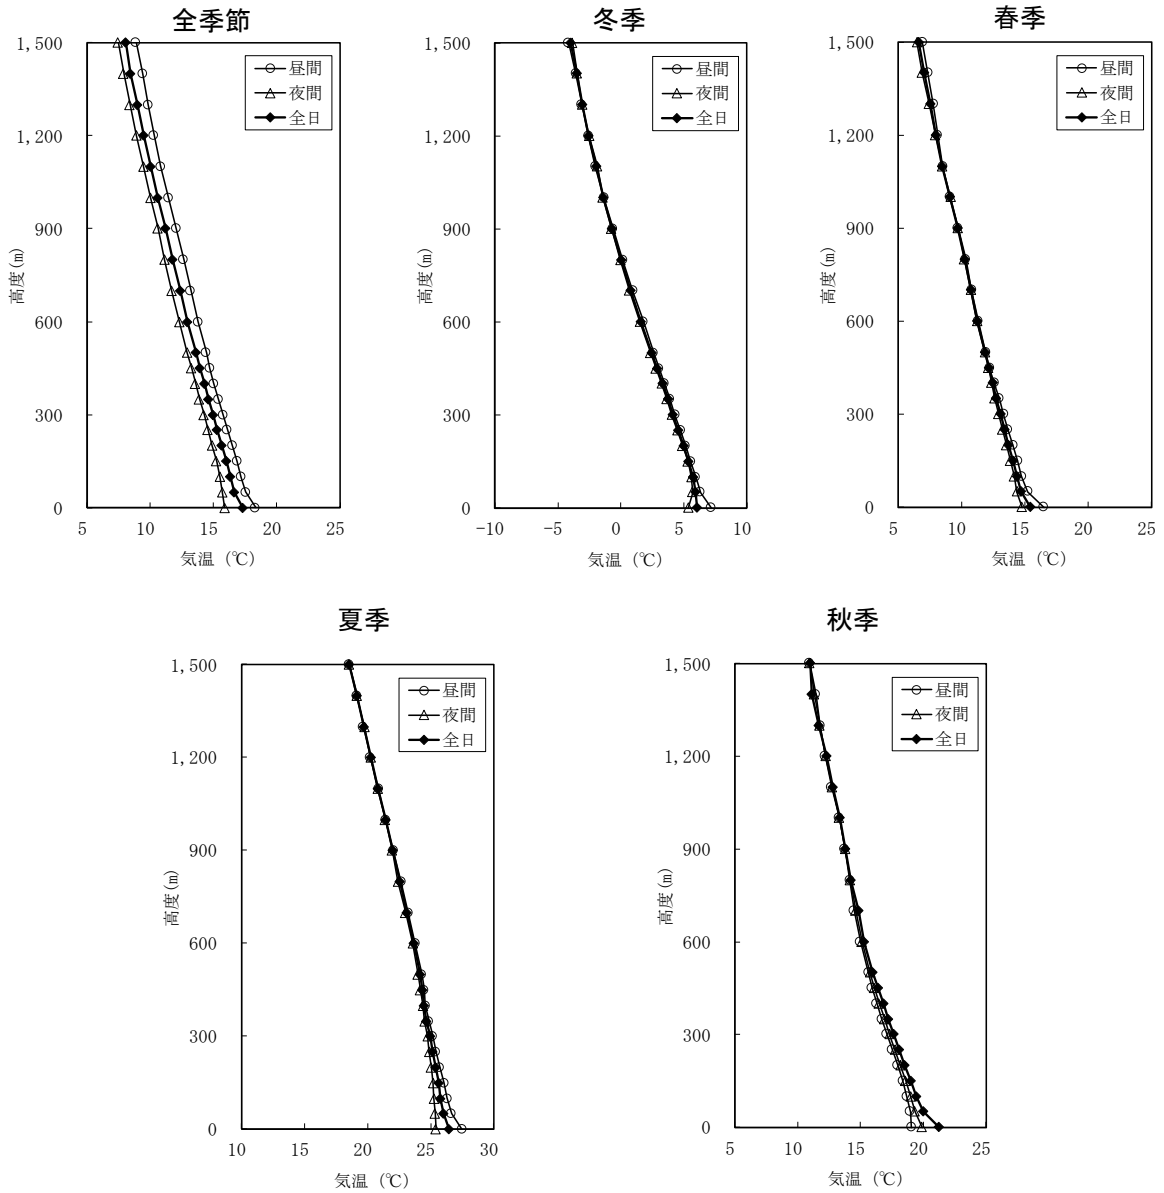 全季節
1,500
1,200
900
600
300
0
高度(m)
昼間
夜間
全日
5 10 15 20 25
気温 (℃)
冬季
1,500
1,200
900
600
300
0
高度(m)
昼間
夜間
全日
-10 -5 0 5 10
気温 (℃)
春季
1,500
1,200
900
600
300
0
高度(m)
昼間
夜間
全日
5 10 15 20 25
気温 (℃)
夏季
1,500
1,200
900
600
300
0
高度(m)
昼間
夜間
全日
10 15 20 25 30
気温 (℃)
秋季
1,500
1,200
900
600
300
0
高度(m)
昼間
夜間
全日
5 10 15 20 25
気温 (℃)